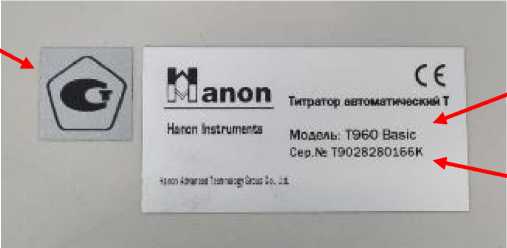 CE
Hanon
Титратор автоматический Т
Hanon Instruments
Модель: T960 Basic
Сер.№ T9028280166K
Hanon Advanced Technology Group Co., Ltd.